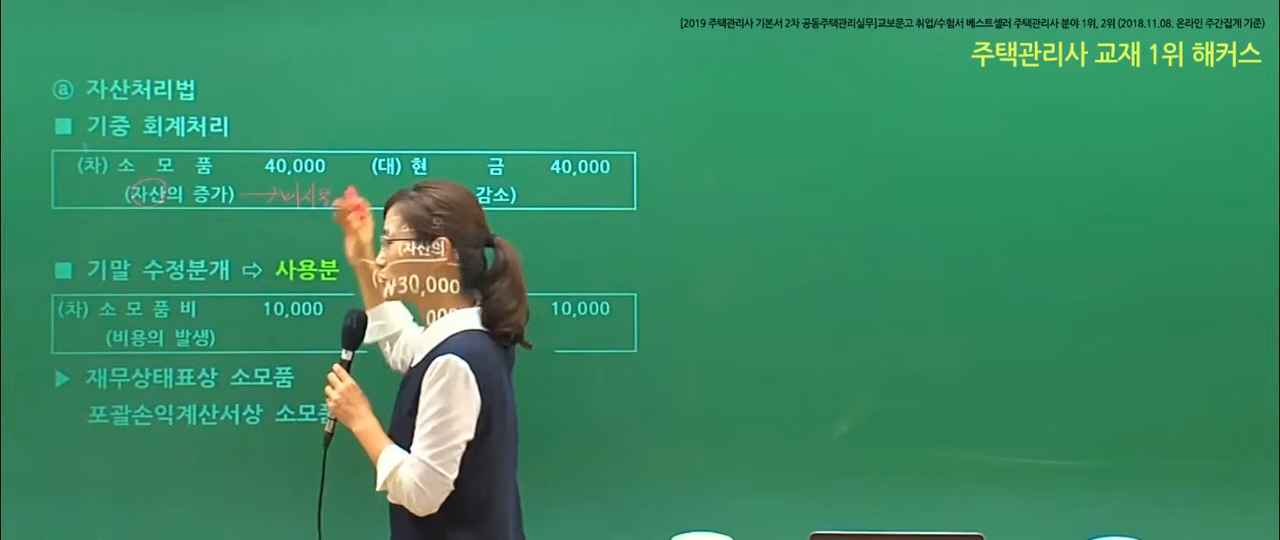 [2019 주택관리사 기본서 2차 공동주택관리실무]교보문고 취업/수험서 베스트셀러 주택관리사 분야 1위, 2위 (2018.11.08. 온라인 주간집계 기준)
주택관리사 교재 1위 해커스
ⓐ 자산처리법
■ 기중 회계처리
(차) 소 모 품 40,000 (대) 현 금 40,000
(자산의 증가) 감소)
■ 기말 수정분개 ⇨ 사용분
(차) 소 모 품 비 10,000 10,000
(비용의 발생) (자산의
▶ 재무상태표상 소모품 ₩30,000
포괄손익계산서상 소모품